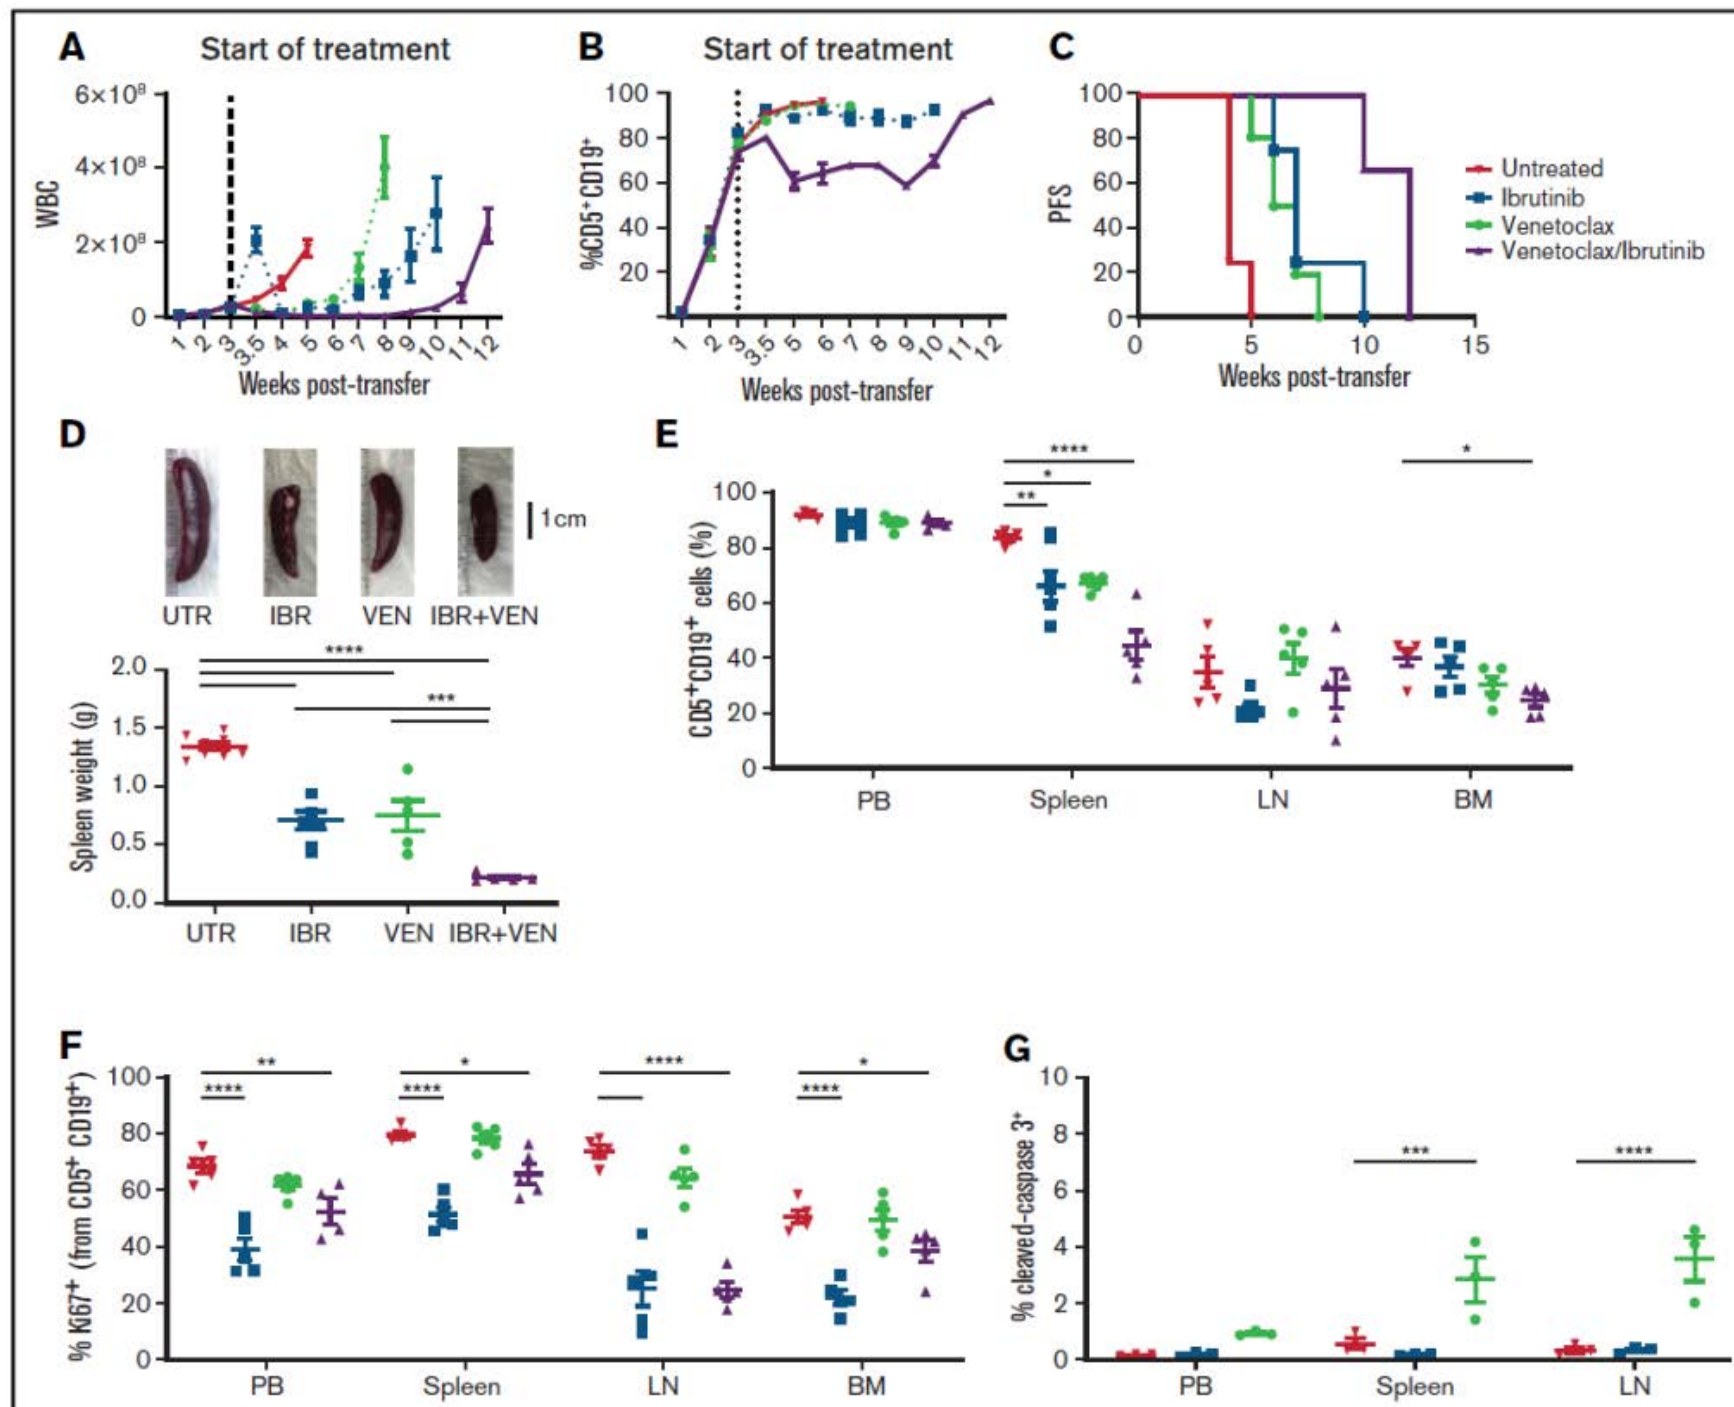 A
Start of treatment
WBC
6×10⁸
4×10⁸
2×10⁸
0
1 2 3 3.5 4 5 6 7 8 9 10 11 12
Weeks post-transfer
B
Start of treatment
%CD5⁺CD19⁺
100
80
60
40
20
1 2 3 3.5 5 6 7 8 9 10 11 12
Weeks post-transfer
C
PFS
100
80
60
40
20
0
0 5 10 15
Weeks post-transfer
Untreated
Ibrutinib
Venetoclax
Venetoclax/Ibrutinib
D
1cm
UTR IBR VEN IBR+VEN
****
***
Spleen weight (g)
2.0
1.5
1.0
0.5
0.0
UTR IBR VEN IBR+VEN
E
****
*
**
*
CD5⁺CD19⁺ cells (%)
100
80
60
40
20
0
PB Spleen LN BM
F
** * **** *
**** **** ****
% Ki67⁺ (from CD5⁺ CD19⁺)
100
80
60
40
20
0
PB Spleen LN BM
G
*** ****
% cleaved-caspase 3⁺
10
8
6
4
2
0
PB Spleen LN